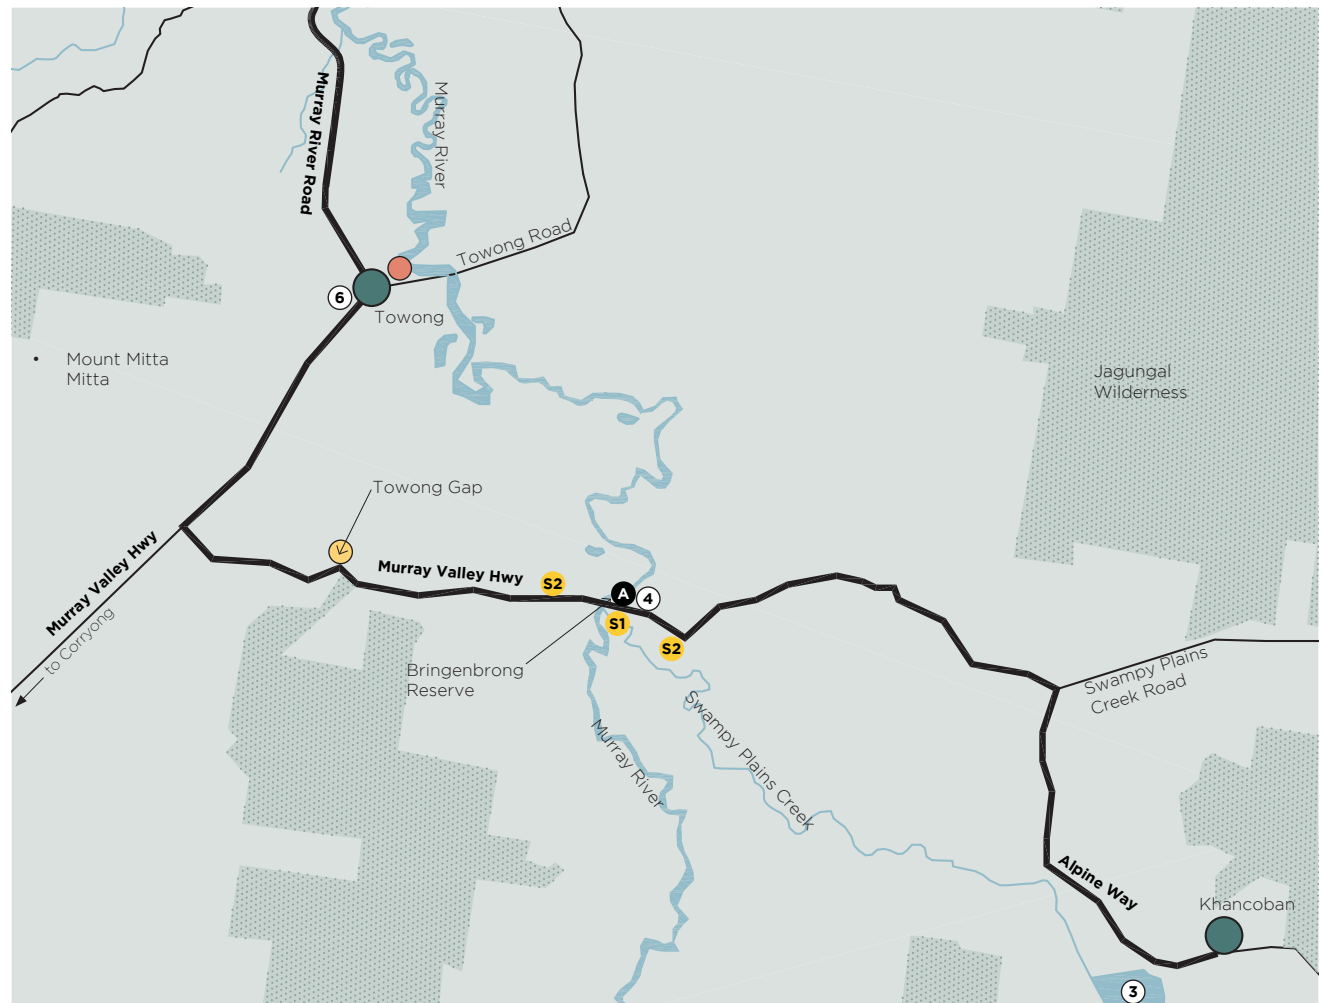 Murray River Road
Murray River
Towong Road
6
Towong
Mount Mitta
Mitta
Jagungal
Wilderness
Towong Gap
Murray Valley Hwy
to Corryong
Murray Valley Hwy
S2
A
4
S1
S2
Bringenbrong
Reserve
Swampy Plains
Creek Road
Murray River
Swampy Plains Creek
Alpine Way
Khancoban
3